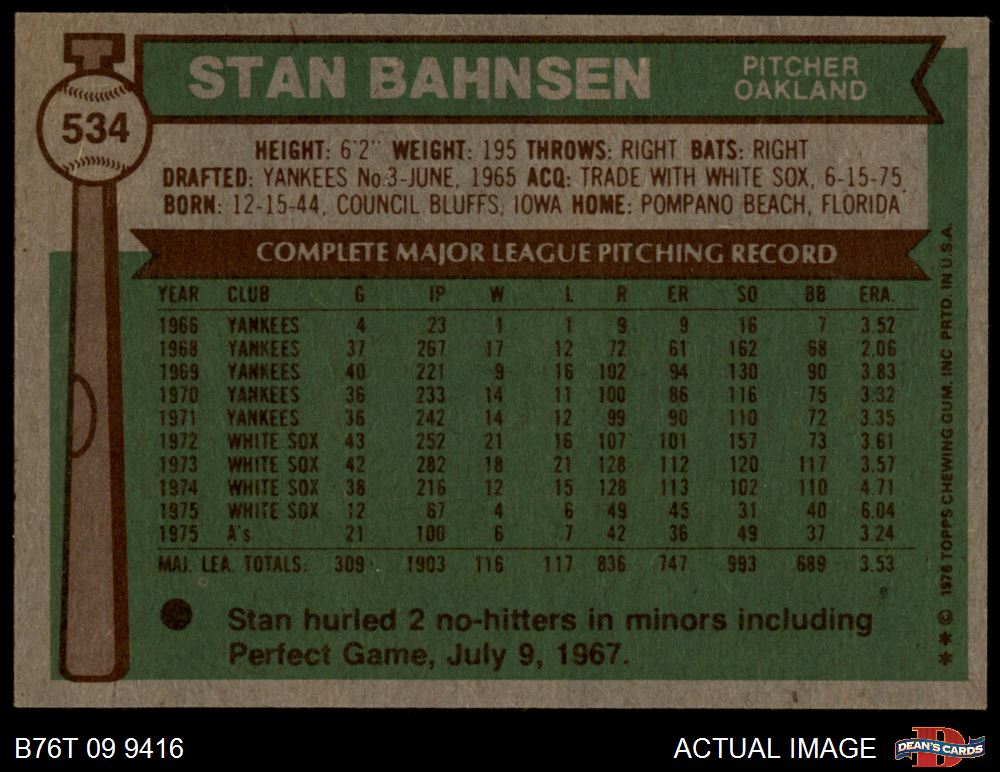 534
STAN BAHNSEN
PITCHER
OAKLAND
HEIGHT: 6'2" WEIGHT: 195 THROWS: RIGHT BATS: RIGHT
DRAFTED: YANKEES No.3-JUNE, 1965 ACQ: TRADE WITH WHITE SOX, 6-15-75
BORN: 12-15-44, COUNCIL BLUFFS, IOWA HOME: POMPANO BEACH, FLORIDA
COMPLETE MAJOR LEAGUE PITCHING RECORD
YEAR CLUB G IP W L R ER SO BB ERA.
1966 YANKEES 4 23 1 1 9 9 16 7 3.52
1968 YANKEES 37 267 17 12 72 61 162 68 2.06
1969 YANKEES 40 221 9 16 102 94 130 90 3.83
1970 YANKEES 36 233 14 11 100 86 116 75 3.32
1971 YANKEES 36 242 14 12 99 90 110 72 3.35
1972 WHITE SOX 43 252 21 16 107 101 157 73 3.61
1973 WHITE SOX 42 282 18 21 128 112 120 117 3.57
1974 WHITE SOX 38 216 12 15 128 113 102 110 4.71
1975 WHITE SOX 12 67 4 6 49 45 31 40 6.04
1975 A's 21 100 6 7 42 36 49 37 3.24
MAJ. LEA. TOTALS: 309 1903 116 117 836 747 993 689 3.53
Stan hurled 2 no-hitters in minors including
Perfect Game, July 9, 1967.
* * © 1976 TOPPS CHEWING GUM, INC PRTD. IN U.S.A.
B76T 09 9416
ACTUAL IMAGE
D
DEAN'S CARDS